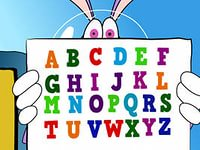 A B C D E F
G H I J K L
M N O P Q R S
T U V W X Y Z